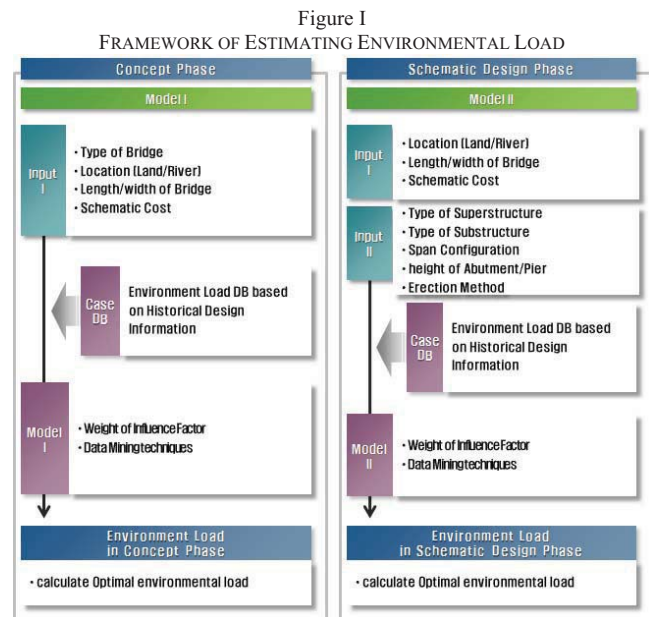 Figure I
FRAMEWORK OF ESTIMATING ENVIRONMENTAL LOAD
Concept Phase
Model I
Input
I
• Type of Bridge
• Location (Land/River)
• Length/width of Bridge
• Schematic Cost
Case
DB
Environment Load DB based
on Historical Design
Information
Model
I
• Weight of Influence Factor
• Data Mining techniques
Environment Load
in Concept Phase
• calculate Optimal environmental load
Schematic Design Phase
Model II
Input
I
• Location (Land/River)
• Length/width of Bridge
• Schematic Cost
Input
II
• Type of Superstructure
• Type of Substructure
• Span Configuration
• height of Abutment/Pier
• Erection Method
Case
DB
Environment Load DB based
on Historical Design
Information
Model
II
• Weight of Influence Factor
• Data Mining techniques
Environment Load
in Schematic Design Phase
• calculate Optimal environmental load